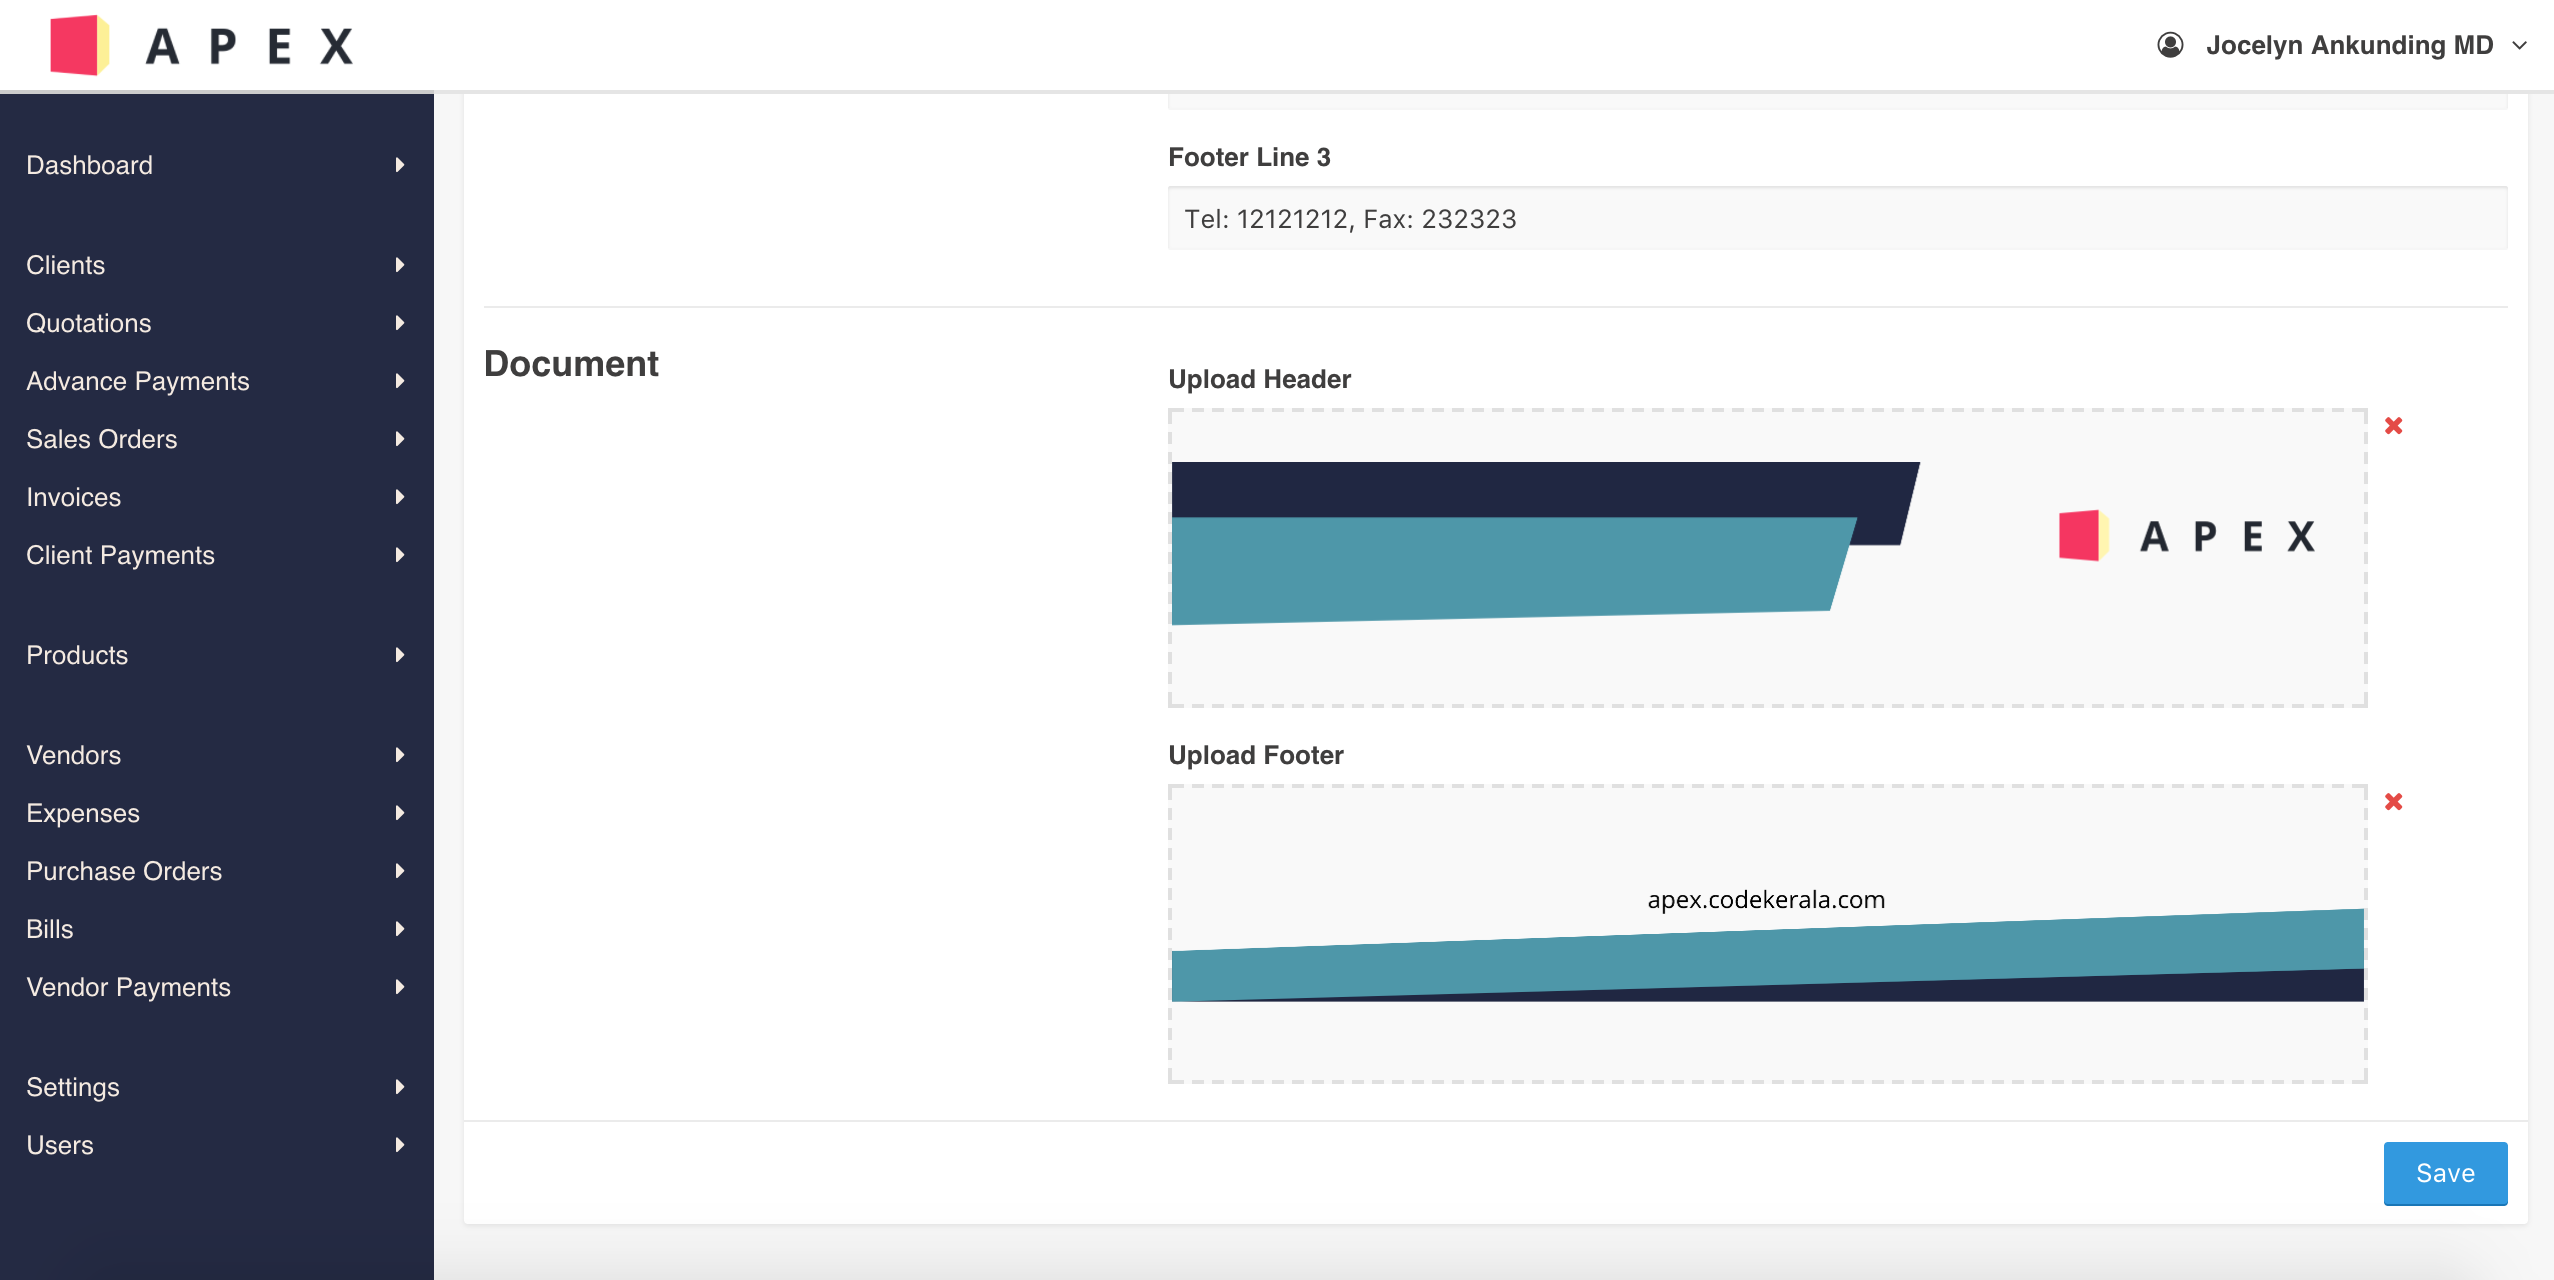 APEX
Jocelyn Ankunding MD
Dashboard
Clients
Quotations
Advance Payments
Sales Orders
Invoices
Client Payments
Products
Vendors
Expenses
Purchase Orders
Bills
Vendor Payments
Settings
Users
Footer Line 3
Tel: 12121212, Fax: 232323
Document
Upload Header
APEX
Upload Footer
apex.codekerala.com
Save